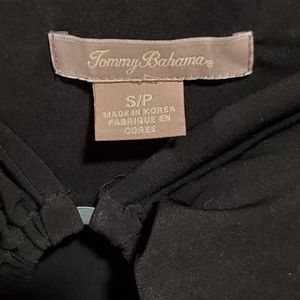 Tommy Bahama®
S/P
MADE IN KOREA
FABRIQUE EN
COREE